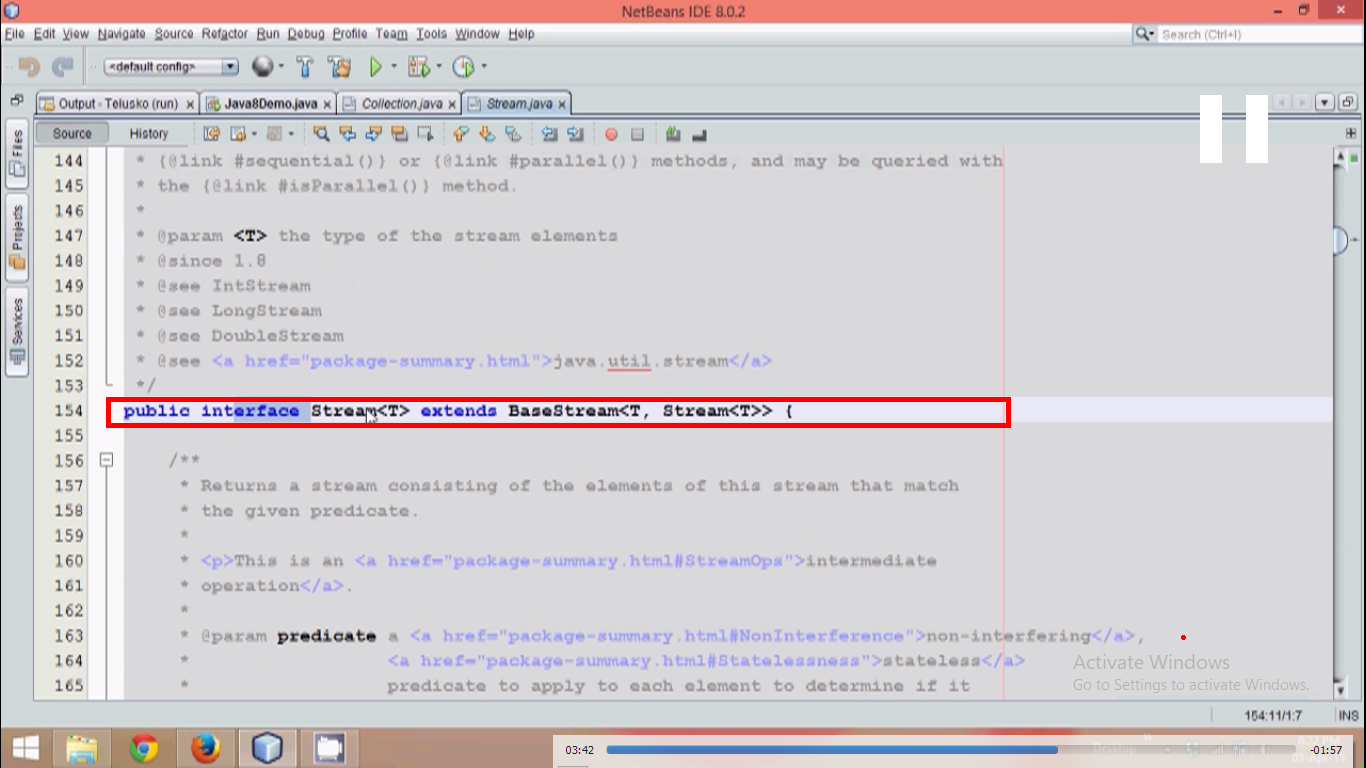 NetBeans IDE 8.0.2
File Edit View Navigate Source Refactor Run Debug Profile Team Tools Window Help
Search (Ctrl+I)
<default config>
Output - Telusko (run) Java8Demo.java Collection.java Stream.java
Source History
Files
Projects
Services
144 * {@link #sequential()} or {@link #parallel()} methods, and may be queried with
145 * the {@link #isParallel()} method.
146 *
147 * @param <T> the type of the stream elements
148 * @since 1.8
149 * @see IntStream
150 * @see LongStream
151 * @see DoubleStream
152 * @see <a href="package-summary.html">java.util.stream</a>
153 */
154 public interface Stream<T> extends BaseStream<T, Stream<T>> {
155
156 /**
157 * Returns a stream consisting of the elements of this stream that match
158 * the given predicate.
159 *
160 * <p>This is an <a href="package-summary.html#StreamOps">intermediate
161 * operation</a>.
162 *
163 * @param predicate a <a href="package-summary.html#NonInterference">non-interfering</a>,
164 * <a href="package-summary.html#Statelessness">stateless</a>
165 * predicate to apply to each element to determine if it
Activate Windows
Go to Settings to activate Windows.
154:11/1:7 INS
03:42 -01:57
Desktop